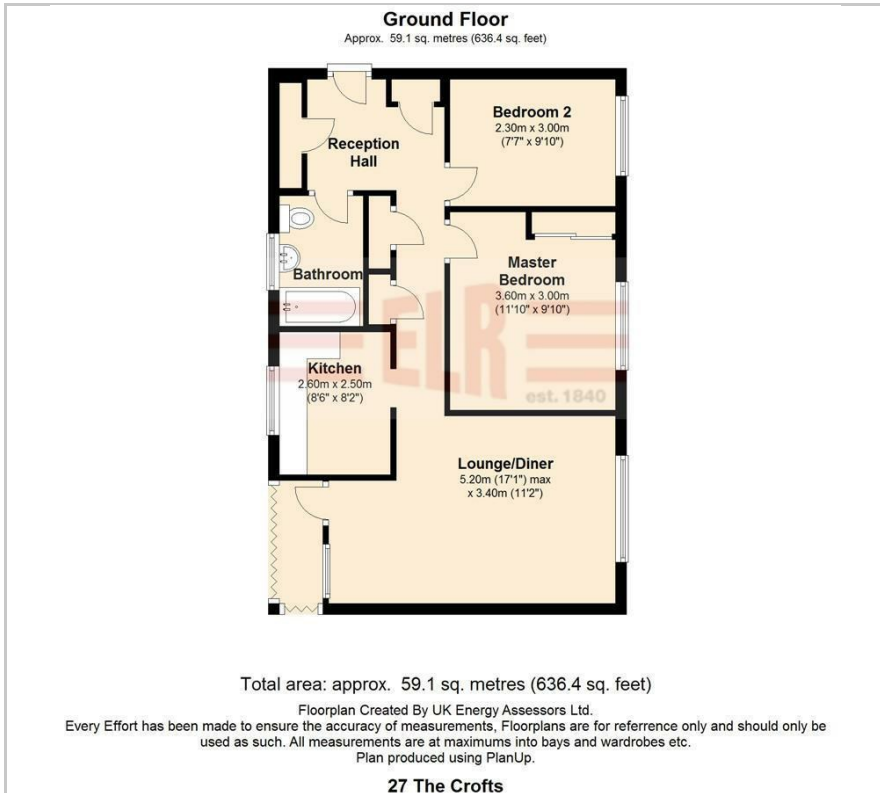 Ground Floor
Approx. 59.1 sq. metres (636.4 sq. feet)
Bedroom 2
2.30m x 3.00m
(7'7" x 9'10")
Reception
Hall
Bathroom
Master
Bedroom
3.60m x 3.00m
(11'10" x 9'10")
ELR
est. 1840
Kitchen
2.60m x 2.50m
(8'6" x 8'2")
Lounge/Diner
5.20m (17'1") max
x 3.40m (11'2")
Total area: approx. 59.1 sq. metres (636.4 sq. feet)
Floorplan Created By UK Energy Assessors Ltd.
Every Effort has been made to ensure the accuracy of measurements, Floorplans are for referrence only and should only be
used as such. All measurements are at maximums into bays and wardrobes etc.
Plan produced using PlanUp.
27 The Crofts